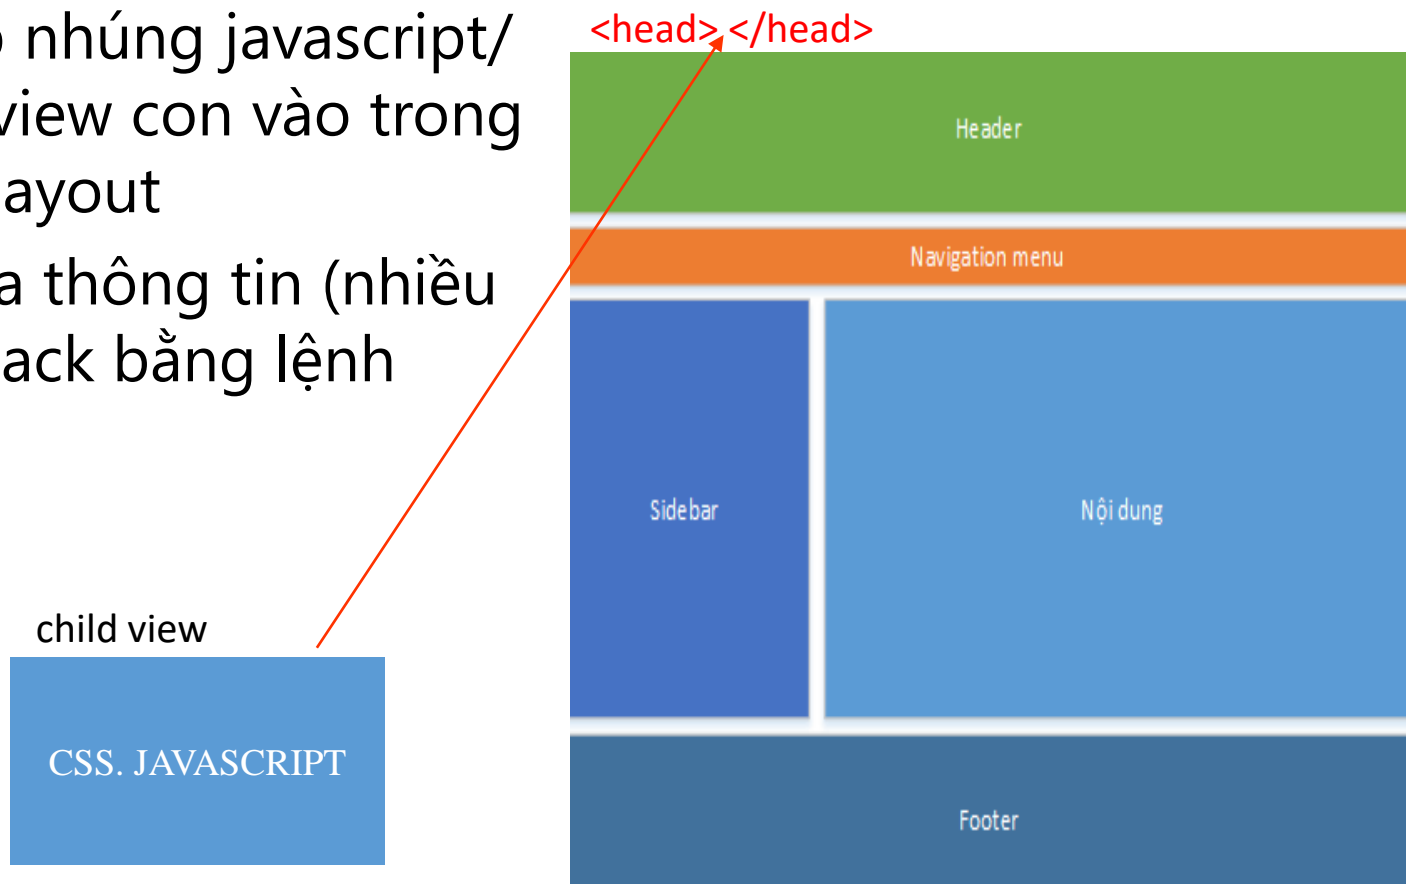 nhúng javascript/
view con vào trong
ayout
a thông tin (nhiều
ack bằng lệnh
child view
CSS. JAVASCRIPT
<head> </head>
Header
Navigation menu
Sidebar
Nội dung
Footer